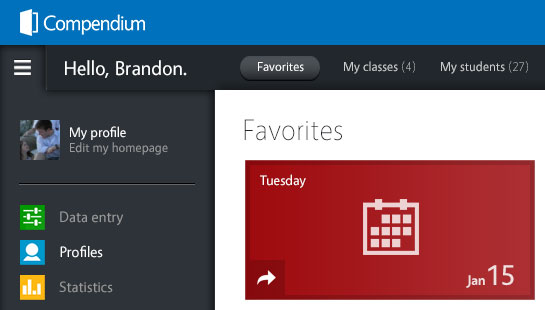 Compendium
Hello, Brandon.
Favorites
My classes (4)
My students (27)
My profile
Edit my homepage
Data entry
Profiles
Statistics
Favorites
Tuesday
Jan 15